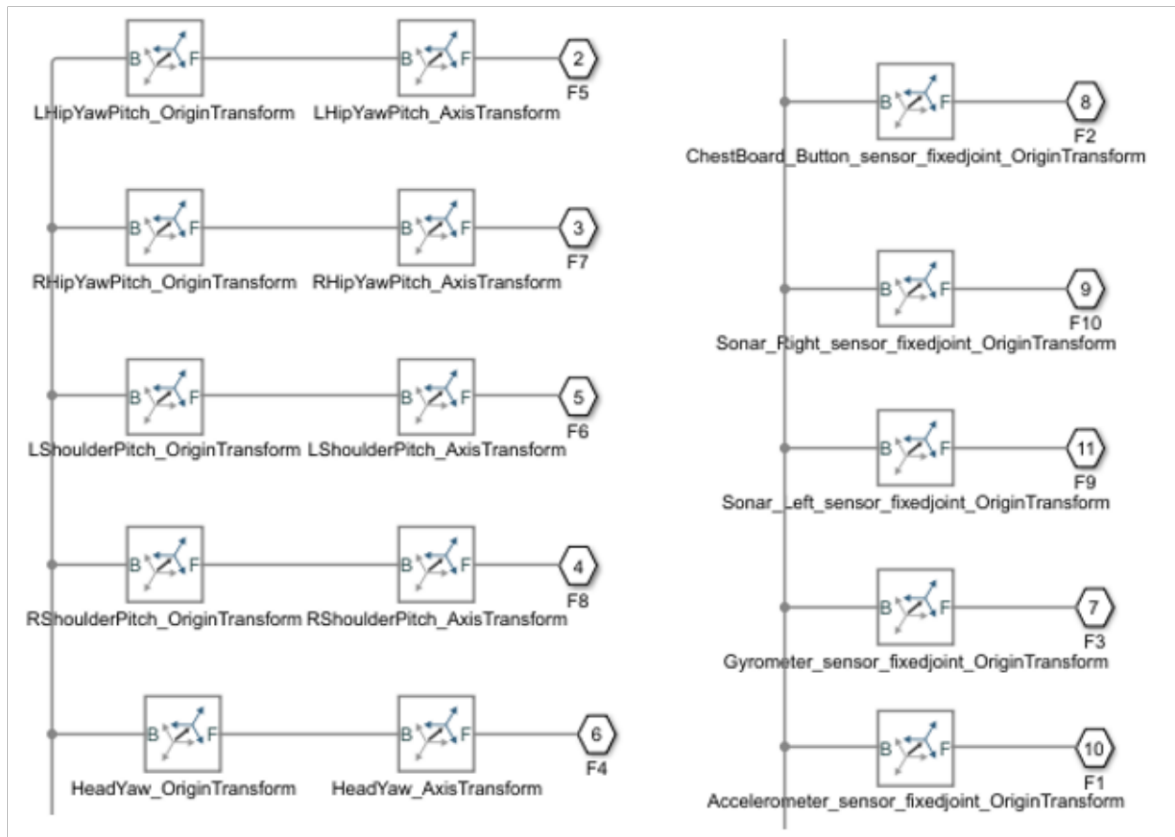 B F B F 2
F5
LHipYawPitch_OriginTransform LHipYawPitch_AxisTransform
B F B F 3
F7
RHipYawPitch_OriginTransform RHipYawPitch_AxisTransform
B F B F 5
F6
LShoulderPitch_OriginTransform LShoulderPitch_AxisTransform
B F B F 4
F8
RShoulderPitch_OriginTransform RShoulderPitch_AxisTransform
B F B F 6
F4
HeadYaw_OriginTransform HeadYaw_AxisTransform
B F 8
F2
ChestBoard_Button_sensor_fixedjoint_OriginTransform
B F 9
F10
Sonar_Right_sensor_fixedjoint_OriginTransform
B F 11
F9
Sonar_Left_sensor_fixedjoint_OriginTransform
B F 7
F3
Gyrometer_sensor_fixedjoint_OriginTransform
B F 10
F1
Accelerometer_sensor_fixedjoint_OriginTransform